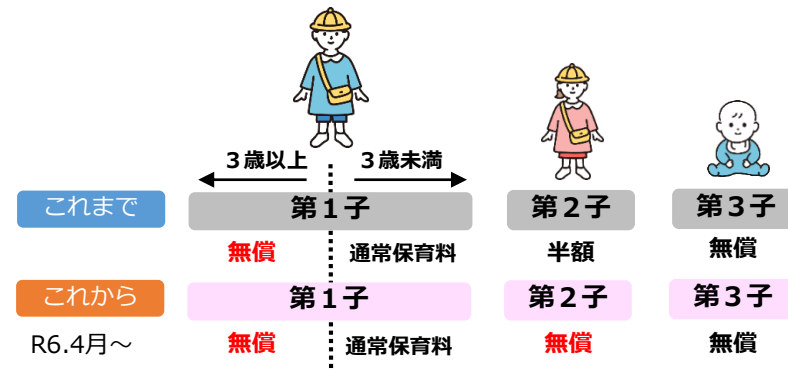 ３歳以上 ３歳未満
これまで 第１子 第２子 第３子
無償 通常保育料 半額 無償
これから 第１子 第２子 第３子
R6.4月～ 無償 通常保育料 無償 無償